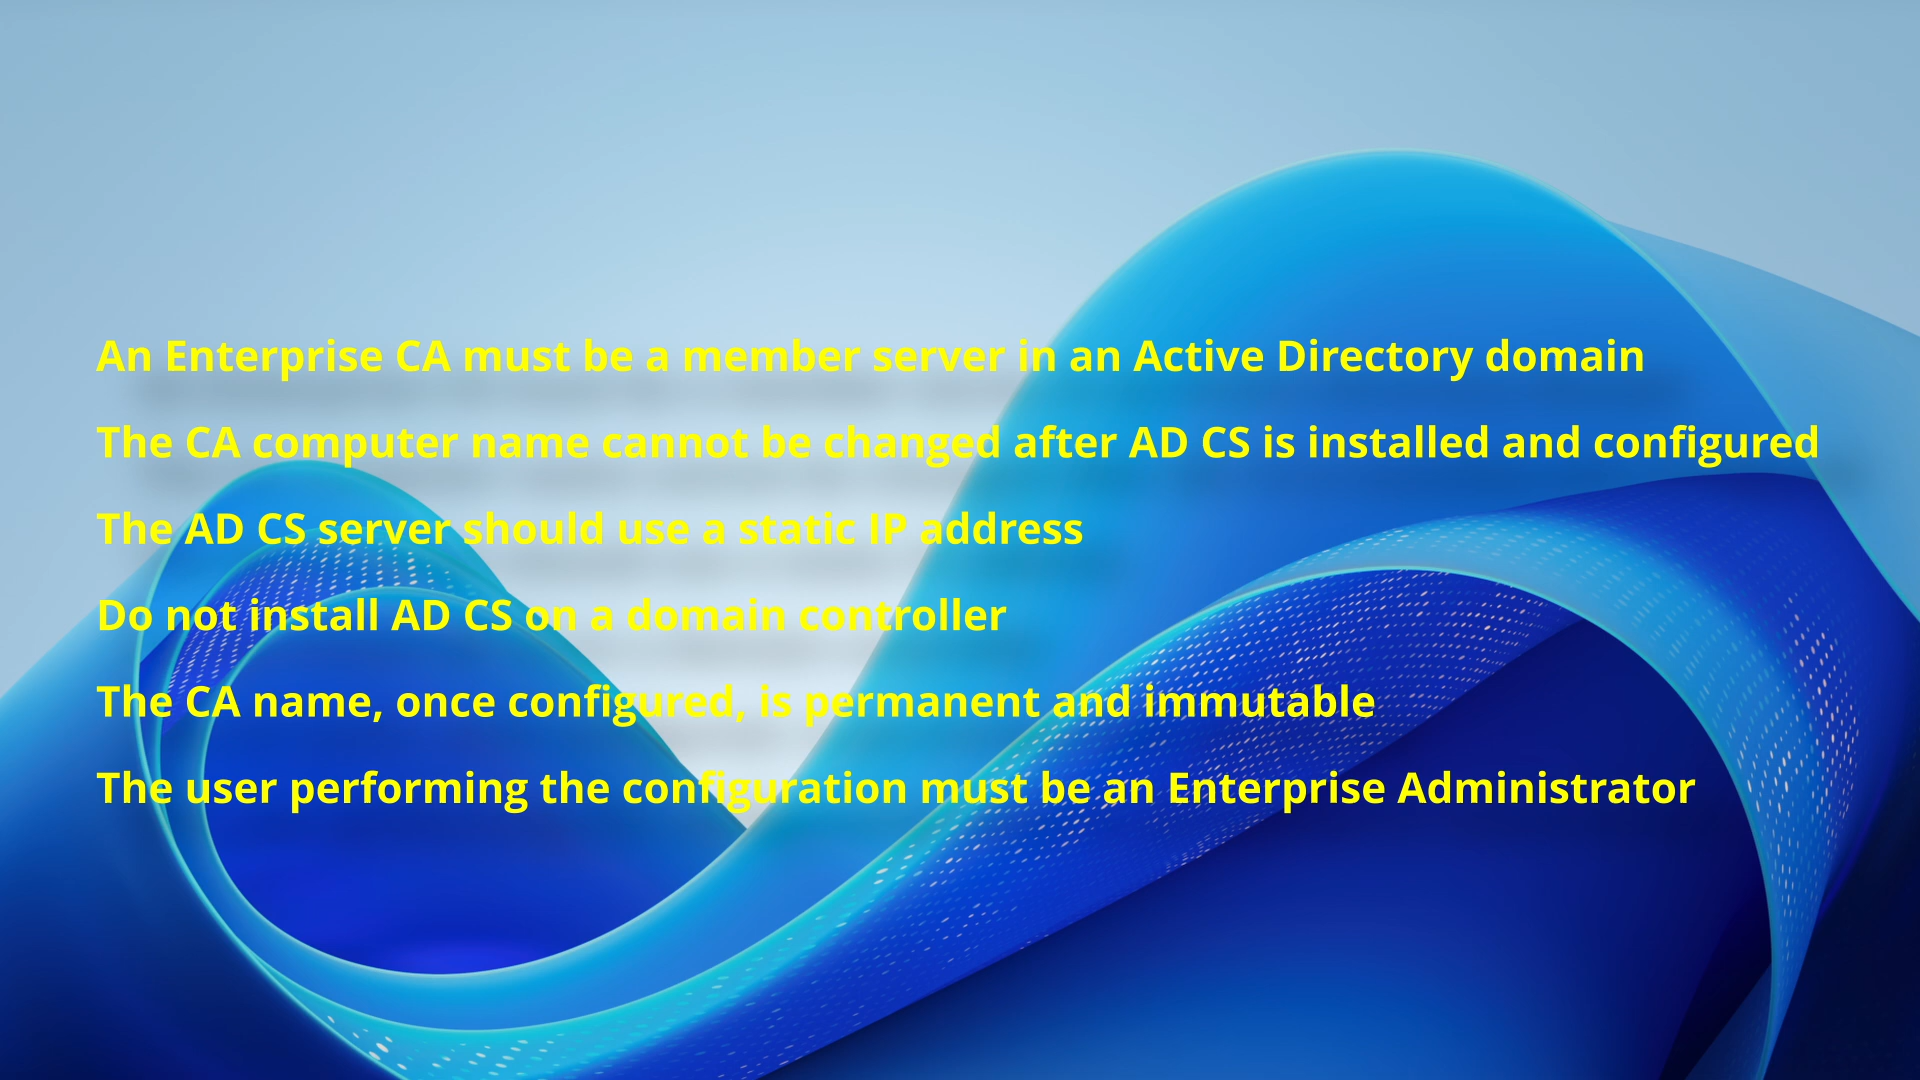 An Enterprise CA must be a member server in an Active Directory domain
The CA computer name cannot be changed after AD CS is installed and configured
The AD CS server should use a static IP address
Do not install AD CS on a domain controller
The CA name, once configured, is permanent and immutable
The user performing the configuration must be an Enterprise Administrator